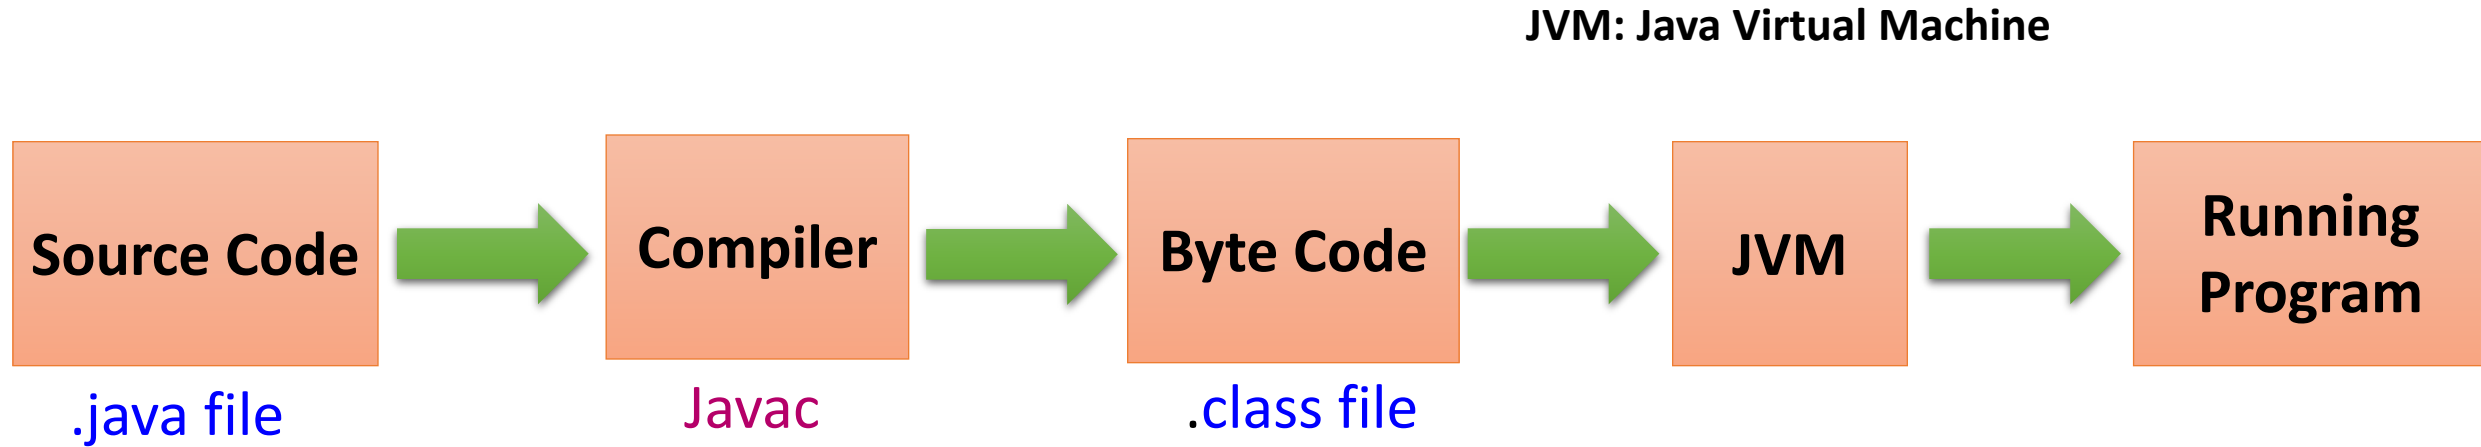 JVM: Java Virtual Machine
Source Code
Compiler
Byte Code
JVM
Running
Program
.java file
Javac
.class file